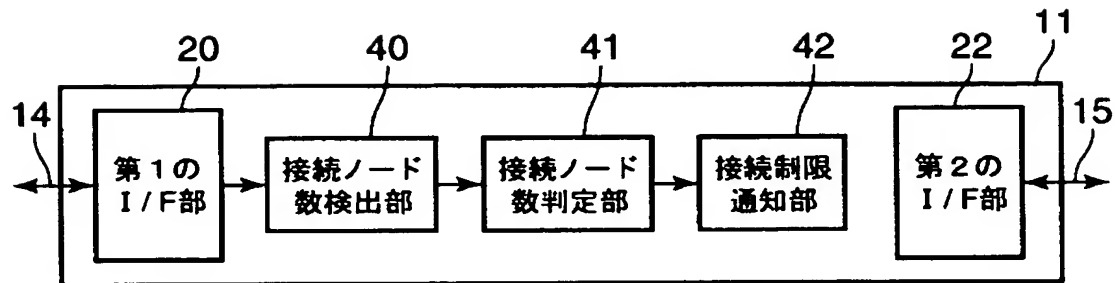 20
40
41
42
22
11
14
15
第1の
I/F部
接続ノード
数検出部
接続ノード
数判定部
接続制限
通知部
第2の
I/F部